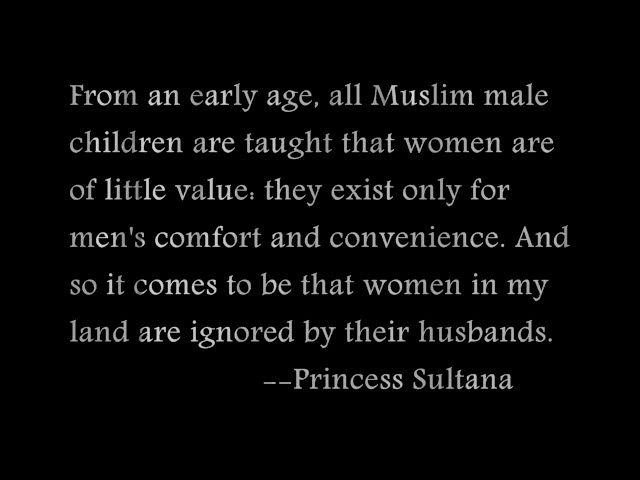 From an early age, all Muslim male
children are taught that women are
of little value: they exist only for
men's comfort and convenience. And
so it comes to be that women in my
land are ignored by their husbands.
--Princess Sultana